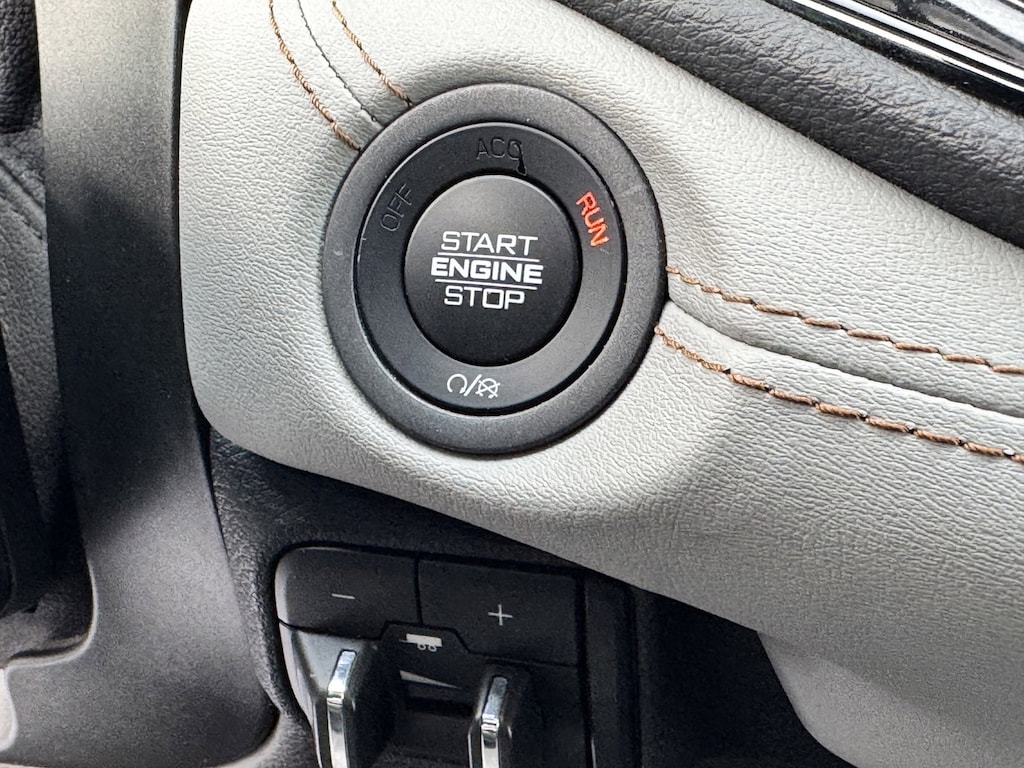 ACC
OFF
RUN
START
ENGINE
STOP
- +